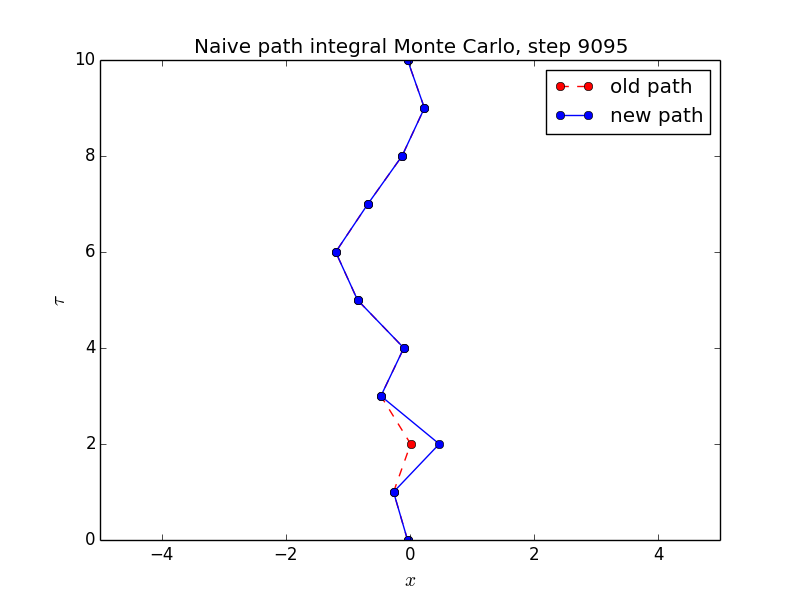 Naive path integral Monte Carlo, step 9095
old path
new path
10
8
6
4
2
0
τ
−4 −2 0 2 4
x